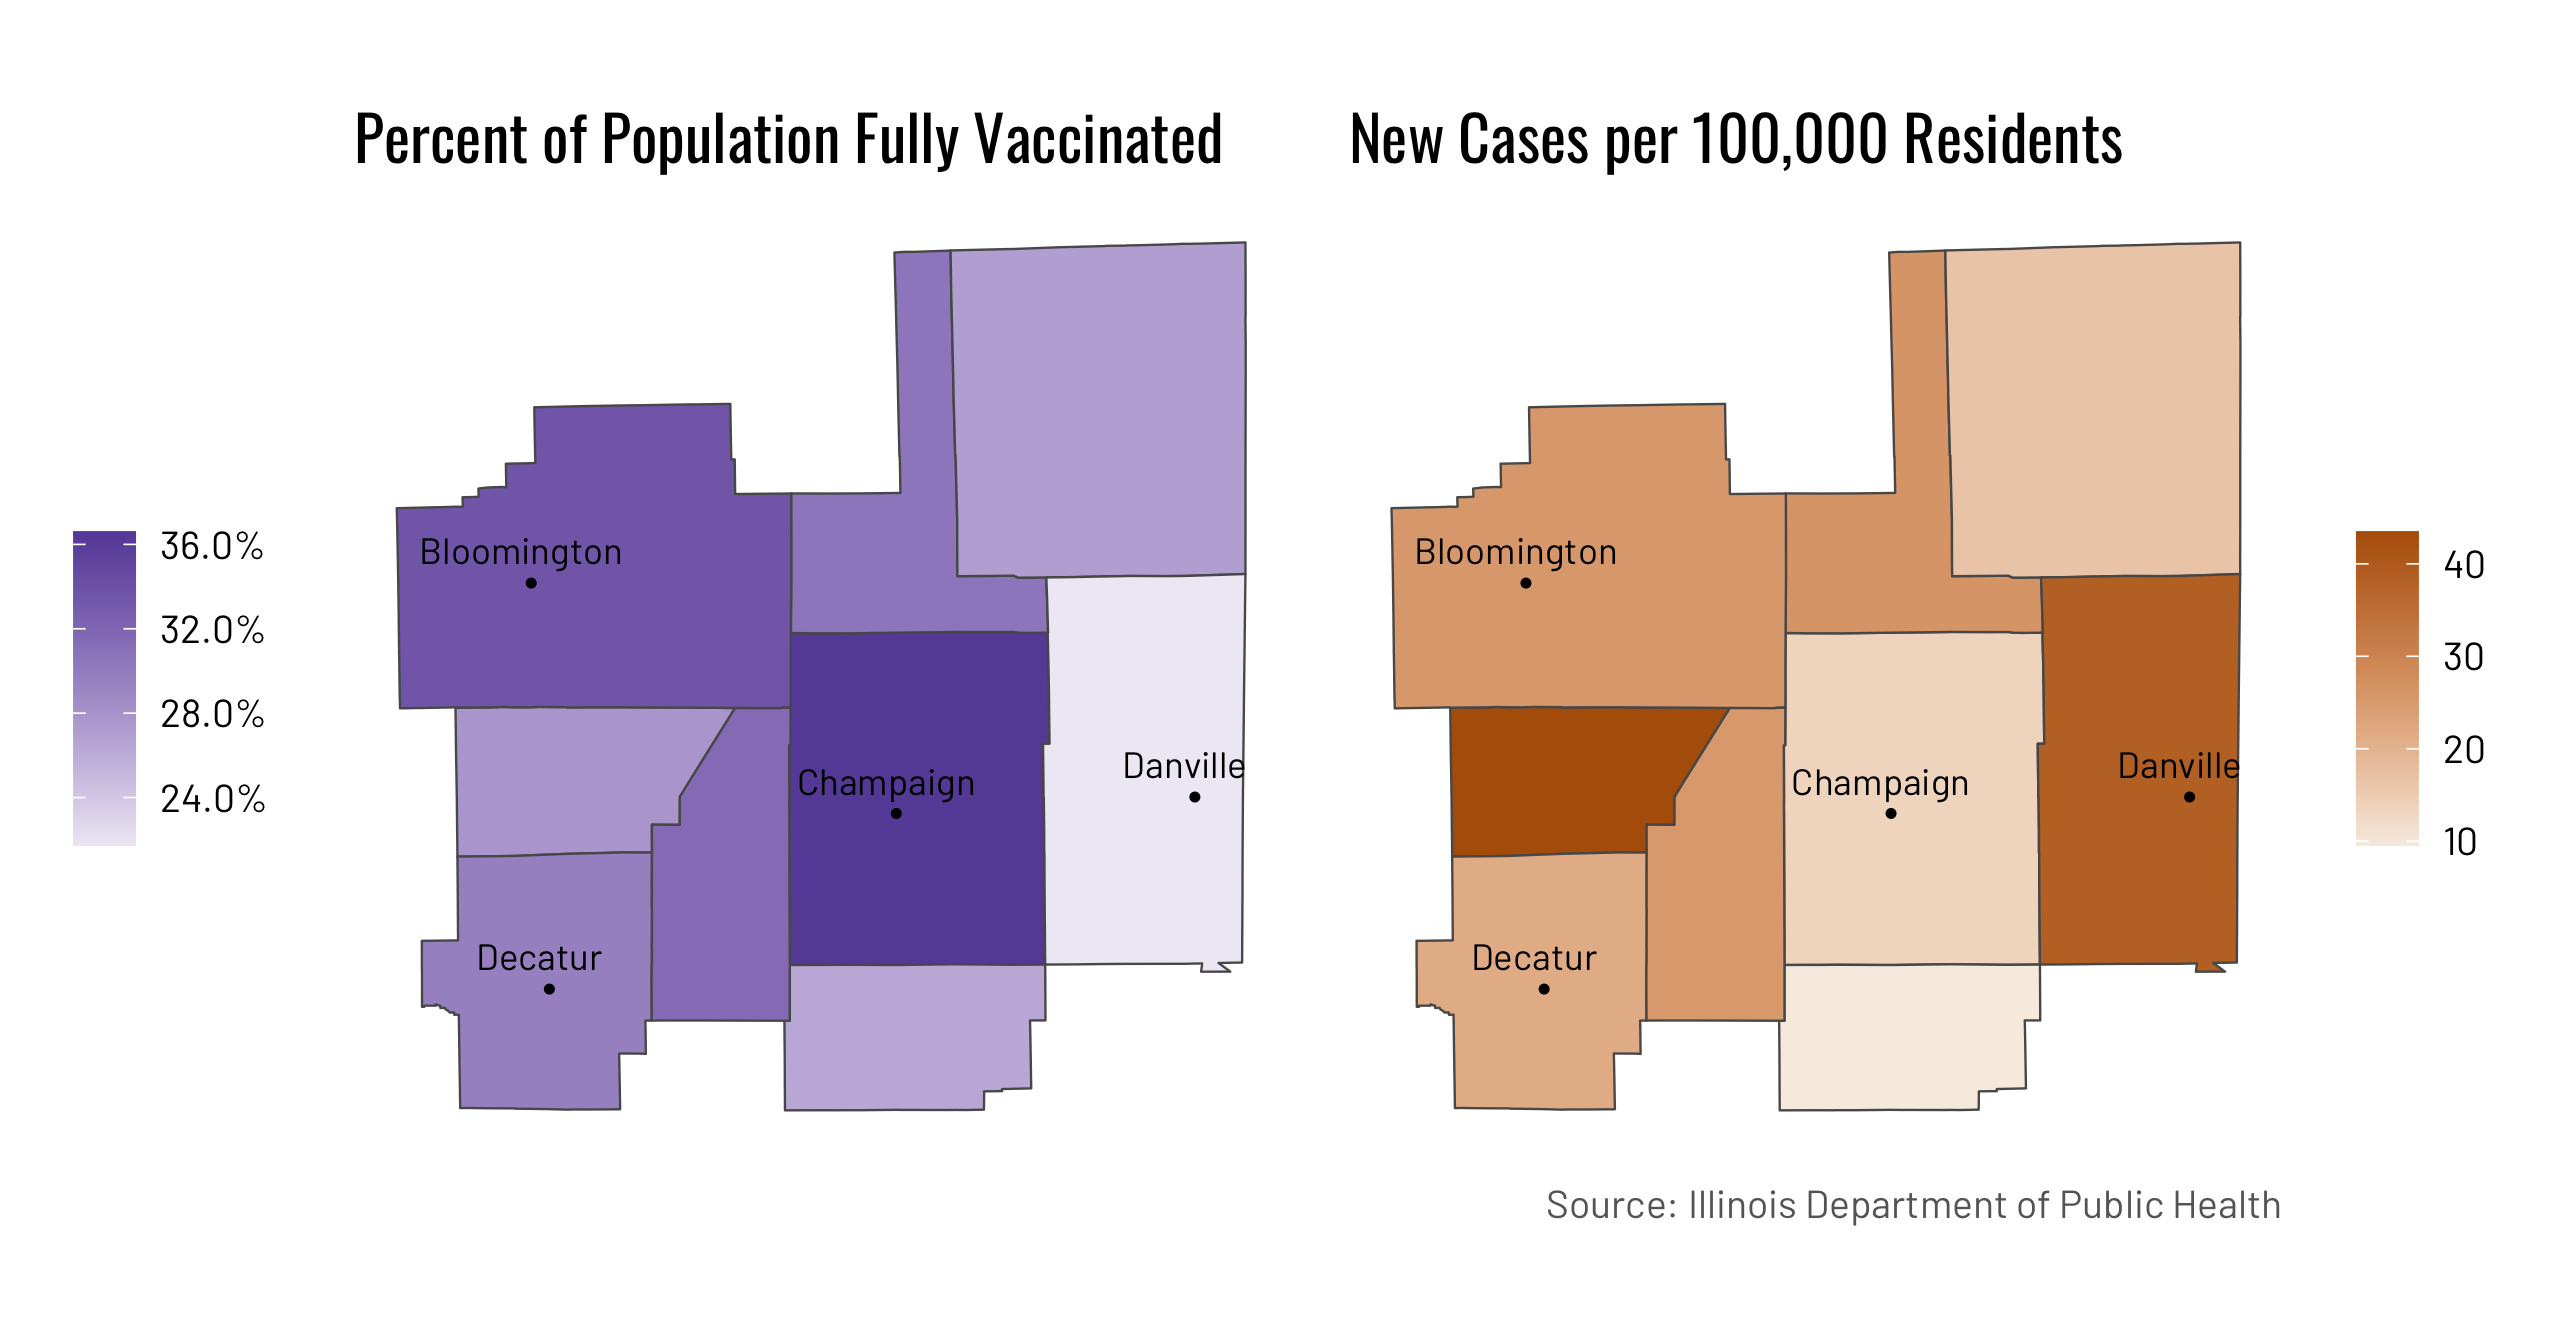 Percent of Population Fully Vaccinated
New Cases per 100,000 Residents
36.0%
32.0%
28.0%
24.0%
Bloomington
Champaign
Danville
Decatur
Bloomington
Champaign
Danville
Decatur
40
30
20
10
Source: Illinois Department of Public Health